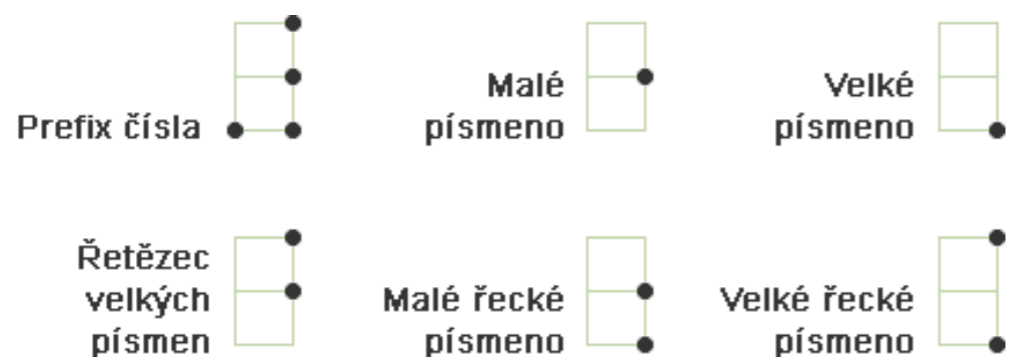 Prefix čísla
Malé
písmeno
Velké
písmeno
Řetězec
velkých
písmen
Malé řecké
písmeno
Velké řecké
písmeno